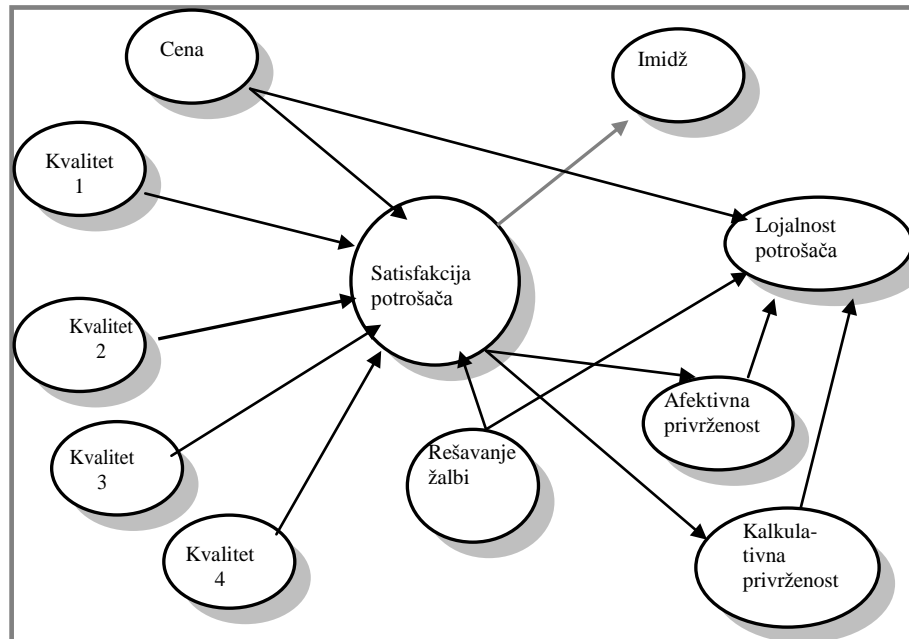 Cena
Imidž
Kvalitet
1
Lojalnost
potrošača
Satisfakcija
potrošača
Kvalitet
2
Afektivna
privrženost
Kvalitet
3
Rešavanje
žalbi
Kalkula-
tivna
privrženost
Kvalitet
4